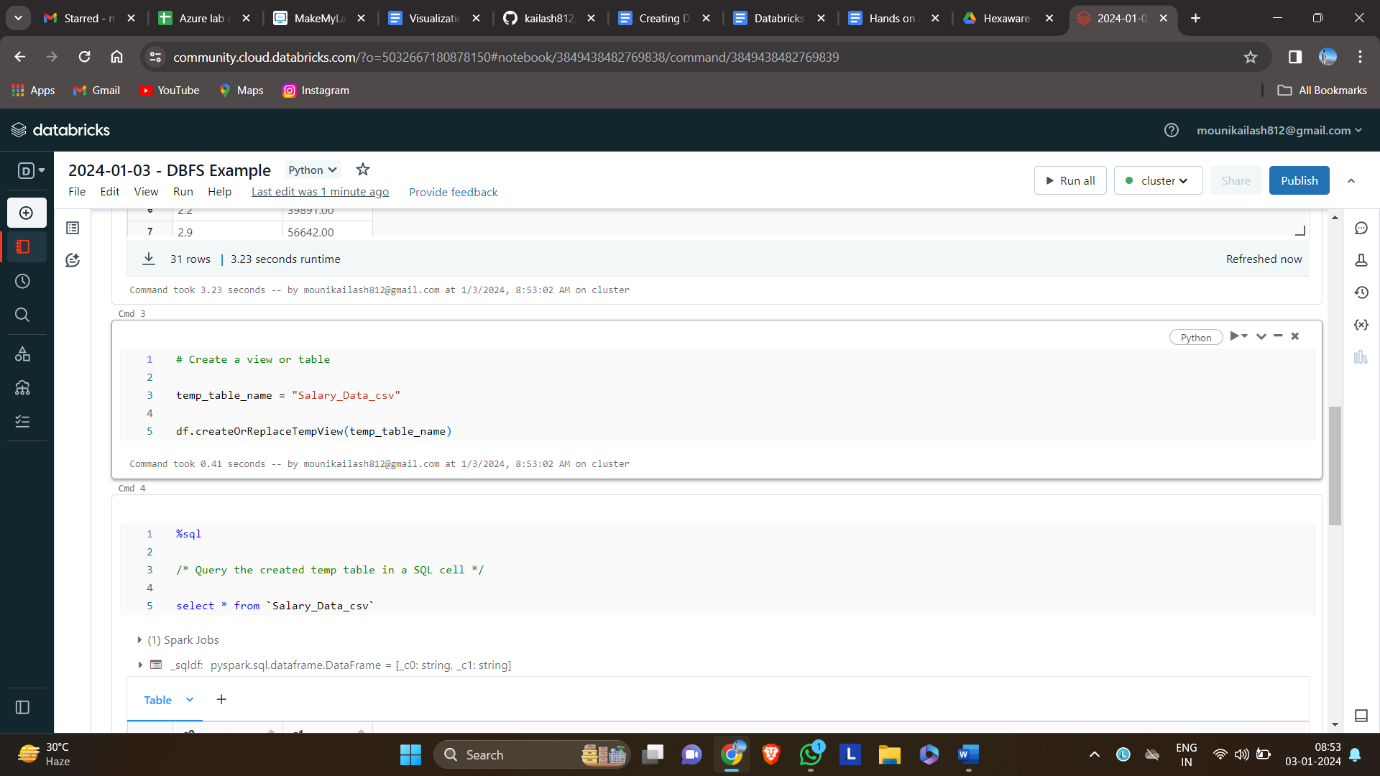 Starred - m
Azure lab
MakeMyLa
Visualizati
kailash812
Creating D
Databricks
Hands on
Hexaware
2024-01-0
community.cloud.databricks.com/?o=5032667180878150#notebook/3849438482769838/command/3849438482769839
Apps
Gmail
YouTube
Maps
Instagram
All Bookmarks
databricks
mounikailash812@gmail.com
D
2024-01-03 - DBFS Example
Python
File
Edit
View
Run
Help
Last edit was 1 minute ago
Provide feedback
Run all
cluster
Share
Publish
6 2.2 39891.00
7 2.9 56642.00
31 rows | 3.23 seconds runtime
Refreshed now
Command took 3.23 seconds -- by mounikailash812@gmail.com at 1/3/2024, 8:53:02 AM on cluster
Cmd 3
Python
1 # Create a view or table
2
3 temp_table_name = "Salary_Data_csv"
4
5 df.createOrReplaceTempView(temp_table_name)
Command took 0.41 seconds -- by mounikailash812@gmail.com at 1/3/2024, 8:53:02 AM on cluster
Cmd 4
1 %sql
2
3 /* Query the created temp table in a SQL cell */
4
5 select * from `Salary_Data_csv`
(1) Spark Jobs
_sqldf: pyspark.sql.dataframe.DataFrame = [_c0: string, _c1: string]
Table
+
30°C
Haze
Search
1
L
W
L
ENG
IN
08:53
03-01-2024